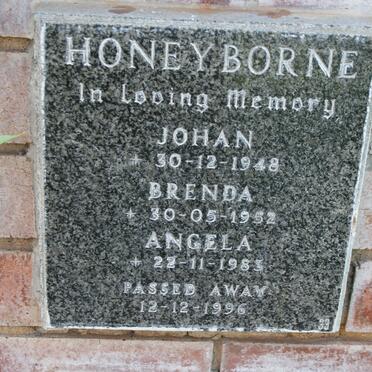 HONEYBORNE
In Loving Memory
JOHAN
+ 30-12-1948
BRENDA
+ 30-05-1952
ANGELA
+ 22-11-1983
PASSED AWAY
12-12-1996